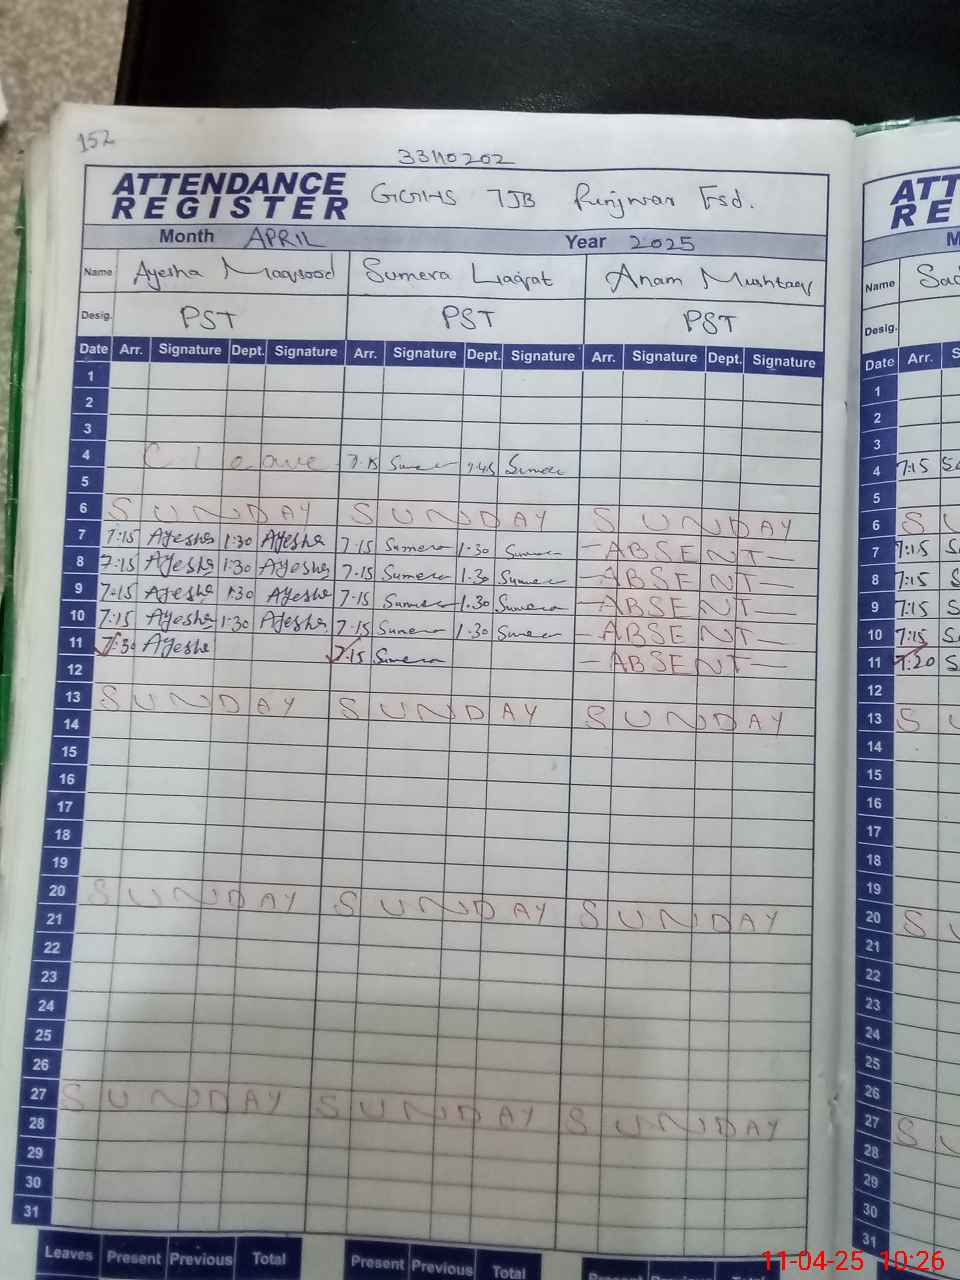 152
33110202
ATTENDANCE REGISTER GGHS 7JB Punjwar Fsd.
Month APRIL Year 2025
Name Ayesha Maqsood Sumera Liaqat Anam Mushtaq
Desig. PST PST PST
Date Arr. Signature Dept. Signature Arr. Signature Dept. Signature Arr. Signature Dept. Signature
1
2
3
4 C leave 7.15 Sumera Sumera
5
6 SUNDAY SUNDAY SUNDAY
7 7:15 Ayesha 1:30 Ayesha 7.15 Sumera 1.30 Sumera ABSENT
8 7:15 Ayesha 1:30 Ayesha 7.15 Sumera 1.30 Sumera ABSENT
9 7:15 Ayesha 1:30 Ayesha 7.15 Sumera 1.30 Sumera ABSENT
10 7:15 Ayesha 1:30 Ayesha 7.15 Sumera 1.30 Sumera ABSENT
11 7:30 Ayesha 7:15 Sumera ABSENT
12
13 SUNDAY SUNDAY SUNDAY
14
15
16
17
18
19
20 SUNDAY SUNDAY SUNDAY
21
22
23
24
25
26
27 SUNDAY SUNDAY SUNDAY
28
29
30
31
Leaves Present Previous Total Present Previous Total Present Previous Total
ATT
RE
M
Name Sad
Desig.
Date Arr. S
1
2
3
4 7:15 Sa
5
6 S U
7 7:15 S
8 7:15 S
9 7:15 S
10 7:15 S
11 7:20 S
12
13 S
14
15
16
17
18
19
20 S
21
22
23
24
25
26
27 S
28
29
30
31
11-04-25 10:26